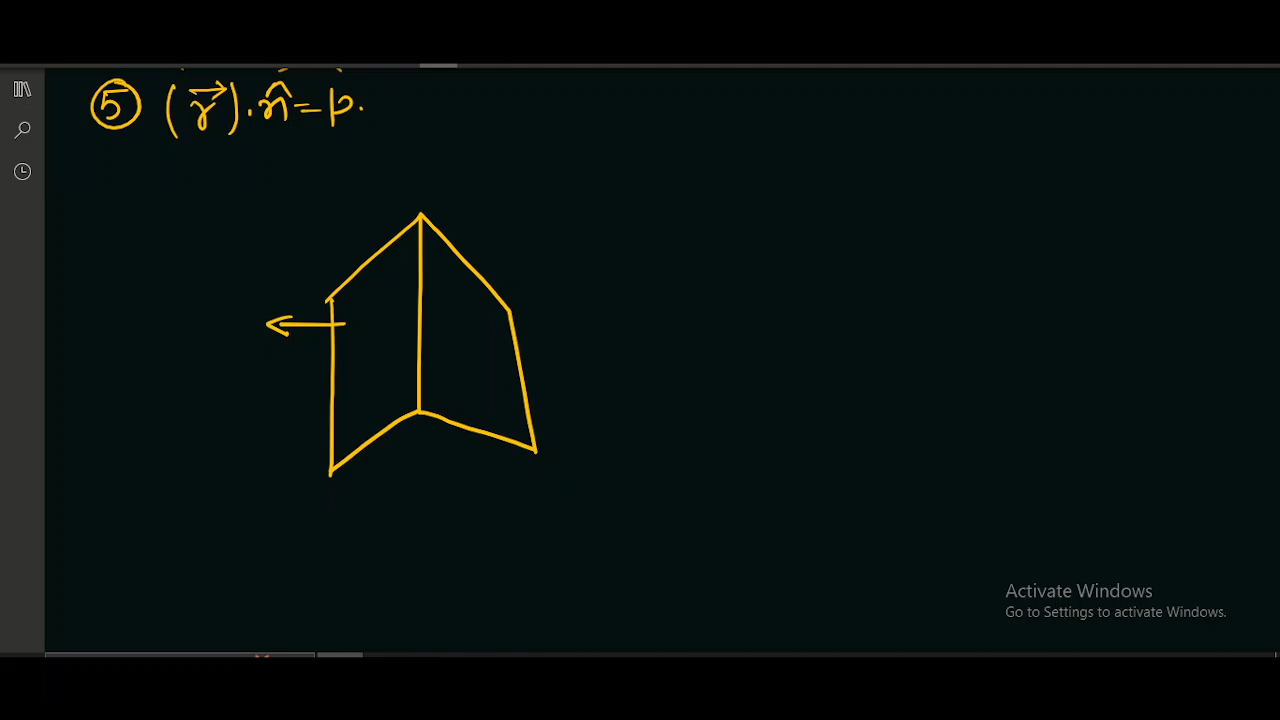 ⑤ (r⃗)·n̂=p.
Activate Windows
Go to Settings to activate Windows.